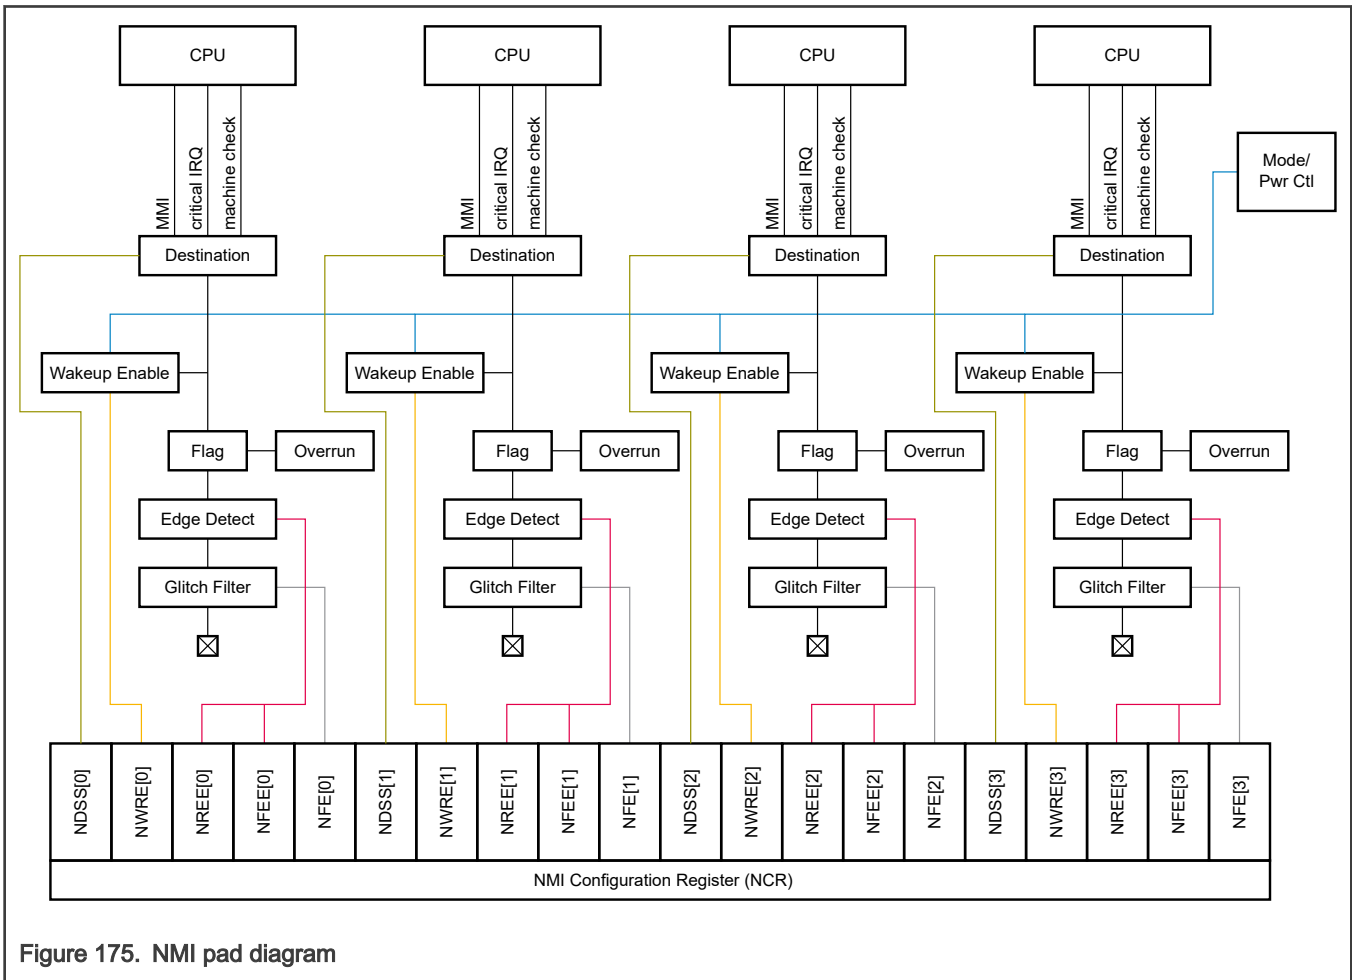 CPU
CPU
CPU
CPU
MMI
critical IRQ
machine check
MMI
critical IRQ
machine check
MMI
critical IRQ
machine check
MMI
critical IRQ
machine check
Mode/
Pwr Ctl
Destination
Destination
Destination
Destination
Wakeup Enable
Wakeup Enable
Wakeup Enable
Wakeup Enable
Flag
Overrun
Flag
Overrun
Flag
Overrun
Flag
Overrun
Edge Detect
Edge Detect
Edge Detect
Edge Detect
Glitch Filter
Glitch Filter
Glitch Filter
Glitch Filter
NDSS[0]
NWRE[0]
NREE[0]
NFEE[0]
NFE[0]
NDSS[1]
NWRE[1]
NREE[1]
NFEE[1]
NFE[1]
NDSS[2]
NWRE[2]
NREE[2]
NFEE[2]
NFE[2]
NDSS[3]
NWRE[3]
NREE[3]
NFEE[3]
NFE[3]
NMI Configuration Register (NCR)
Figure 175. NMI pad diagram